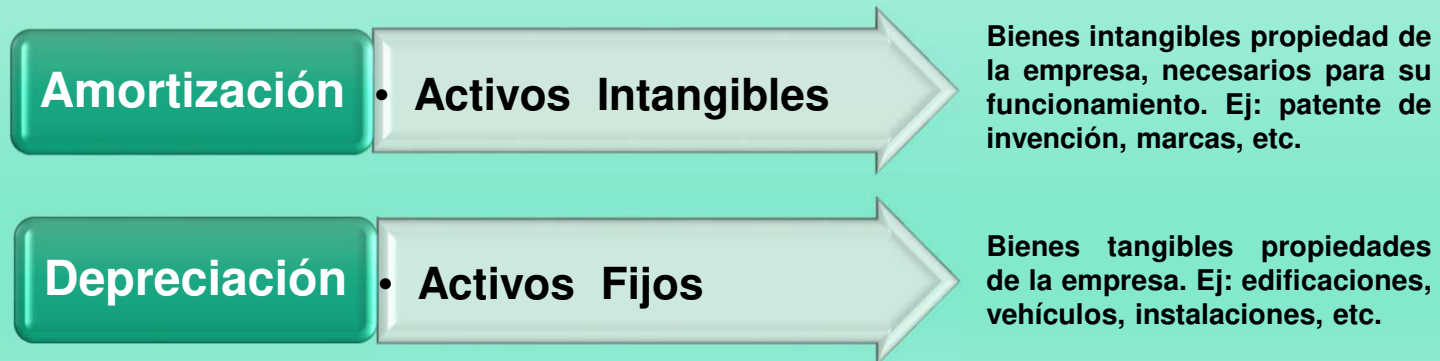 Amortización
• Activos Intangibles
Bienes intangibles propiedad de
la empresa, necesarios para su
funcionamiento. Ej: patente de
invención, marcas, etc.
Depreciación
• Activos Fijos
Bienes tangibles propiedades
de la empresa. Ej: edificaciones,
vehículos, instalaciones, etc.